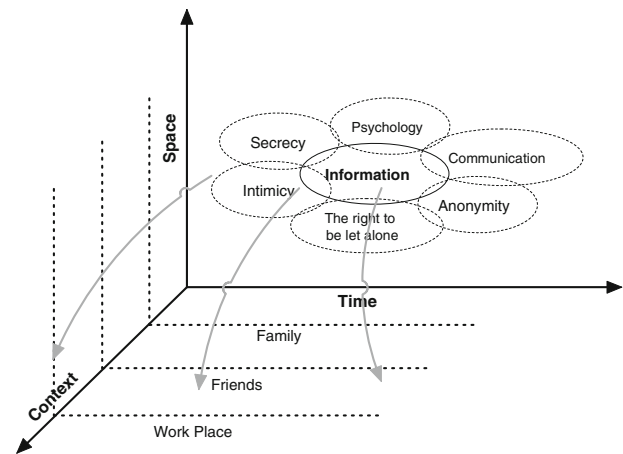 Space
Psychology
Secrecy
Communication
Information
Intimicy
Anonymity
The right to
be let alone
Time
Family
Friends
Context
Work Place